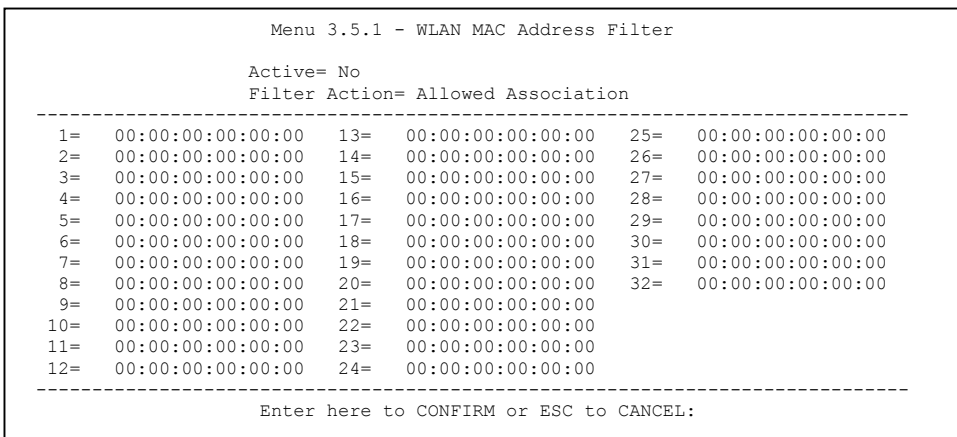 Menu 3.5.1 - WLAN MAC Address Filter
Active= No
Filter Action= Allowed Association
------------------------------------------------------------------------------
1= 00:00:00:00:00:00 13= 00:00:00:00:00:00 25= 00:00:00:00:00:00
2= 00:00:00:00:00:00 14= 00:00:00:00:00:00 26= 00:00:00:00:00:00
3= 00:00:00:00:00:00 15= 00:00:00:00:00:00 27= 00:00:00:00:00:00
4= 00:00:00:00:00:00 16= 00:00:00:00:00:00 28= 00:00:00:00:00:00
5= 00:00:00:00:00:00 17= 00:00:00:00:00:00 29= 00:00:00:00:00:00
6= 00:00:00:00:00:00 18= 00:00:00:00:00:00 30= 00:00:00:00:00:00
7= 00:00:00:00:00:00 19= 00:00:00:00:00:00 31= 00:00:00:00:00:00
8= 00:00:00:00:00:00 20= 00:00:00:00:00:00 32= 00:00:00:00:00:00
9= 00:00:00:00:00:00 21= 00:00:00:00:00:00
10= 00:00:00:00:00:00 22= 00:00:00:00:00:00
11= 00:00:00:00:00:00 23= 00:00:00:00:00:00
12= 00:00:00:00:00:00 24= 00:00:00:00:00:00
------------------------------------------------------------------------------
Enter here to CONFIRM or ESC to CANCEL: